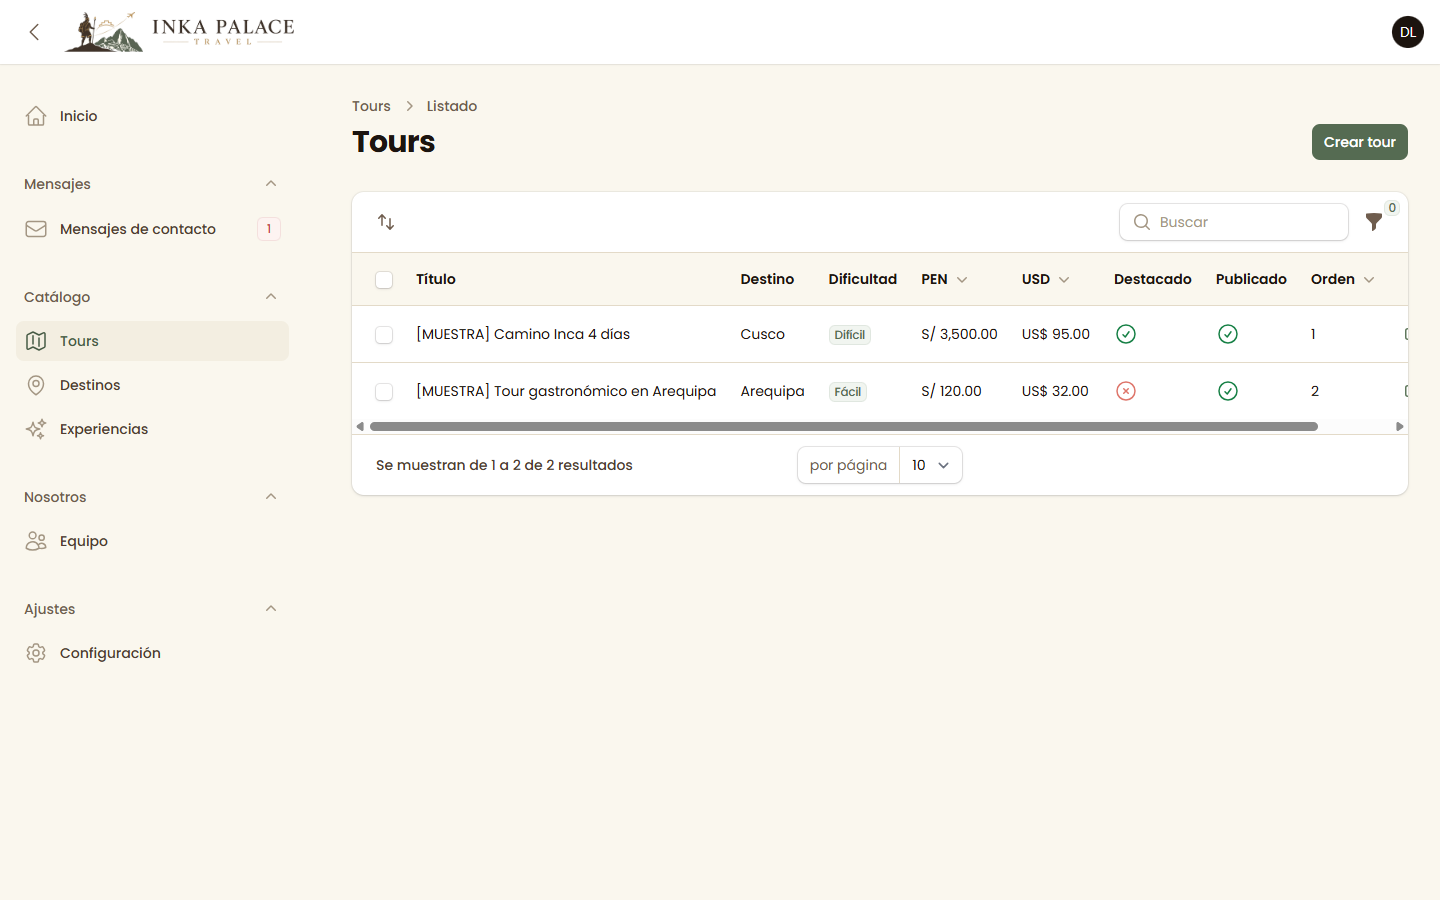 INKA PALACE
TRAVEL
DL
Inicio
Mensajes
Mensajes de contacto 1
Catálogo
Tours
Destinos
Experiencias
Nosotros
Equipo
Ajustes
Configuración
Tours Listado
Tours
Crear tour
Buscar
0
Título Destino Dificultad PEN USD Destacado Publicado Orden
[MUESTRA] Camino Inca 4 días Cusco Difícil S/ 3,500.00 US$ 95.00 1
[MUESTRA] Tour gastronómico en Arequipa Arequipa Fácil S/ 120.00 US$ 32.00 2
Se muestran de 1 a 2 de 2 resultados
por página 10